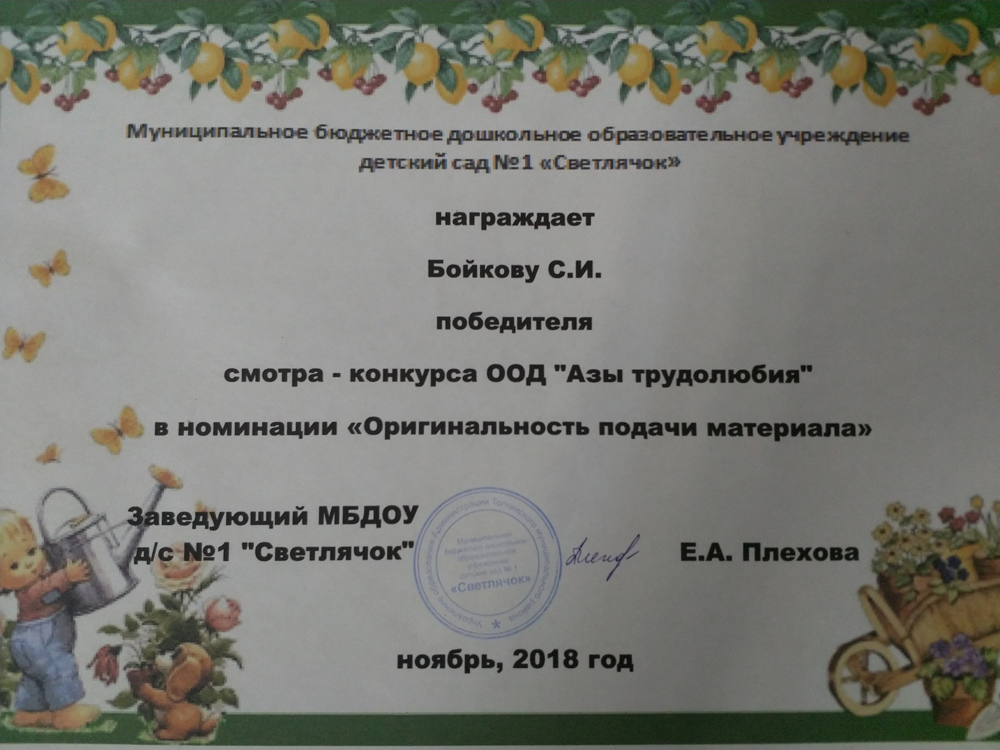 Муниципальное бюджетное дошкольное образовательное учреждение
детский сад №1 «Светлячок»
награждает
Бойкову С.И.
победителя
смотра - конкурса ООД "Азы трудолюбия"
в номинации «Оригинальность подачи материала»
Заведующий МБДОУ
д/с №1 "Светлячок"
Управление образования Администрации Топкинского муниципального района
Муниципальное
бюджетное дошкольное
образовательное
учреждение
детский сад № 1
«Светлячок»
Е.А. Плехова
ноябрь, 2018 год